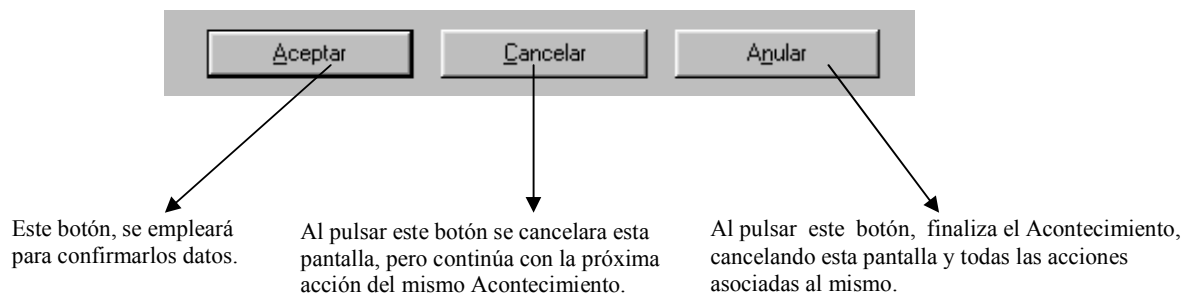 Aceptar
Cancelar
Anular
Este botón, se empleará
para confirmarlos datos.
Al pulsar este botón se cancelara esta
pantalla, pero continúa con la próxima
acción del mismo Acontecimiento.
Al pulsar este botón, finaliza el Acontecimiento,
cancelando esta pantalla y todas las acciones
asociadas al mismo.